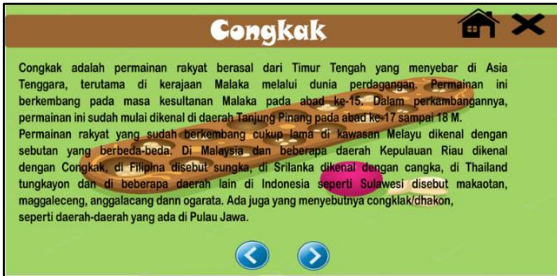 Congkak
Congkak adalah permainan rakyat berasal dari Timur Tengah yang menyebar di Asia
Tenggara, terutama di kerajaan Malaka melalui dunia perdagangan. Permainan ini
berkembang pada masa kesultanan Malaka pada abad ke-15. Dalam perkambangannya,
permainan ini sudah mulai dikenal di daerah Tanjung Pinang pada abad ke-17 sampai 18 M.
Permainan rakyat yang sudah berkembang cukup lama di kawasan Melayu dikenal dengan
sebutan yang berbeda-beda. Di Malaysia dan beberapa daerah Kepulauan Riau dikenal
dengan Congkak, di Filipina disebut sungka, di Srilanka dikenal dengan cangka, di Thailand
tungkayon dan di beberapa daerah lain di Indonesia seperti Sulawesi disebut makaotan,
maggaleceng, anggalacang dann ogarata. Ada juga yang menyebutnya congklak/dhakon,
seperti daerah-daerah yang ada di Pulau Jawa.